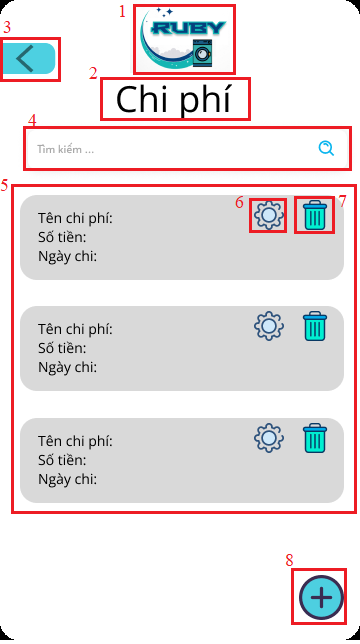 1
RUBY
3
2
Chi phí
4
Tìm kiếm ...
5
6
7
Tên chi phí:
Số tiền:
Ngày chi:
Tên chi phí:
Số tiền:
Ngày chi:
Tên chi phí:
Số tiền:
Ngày chi:
8